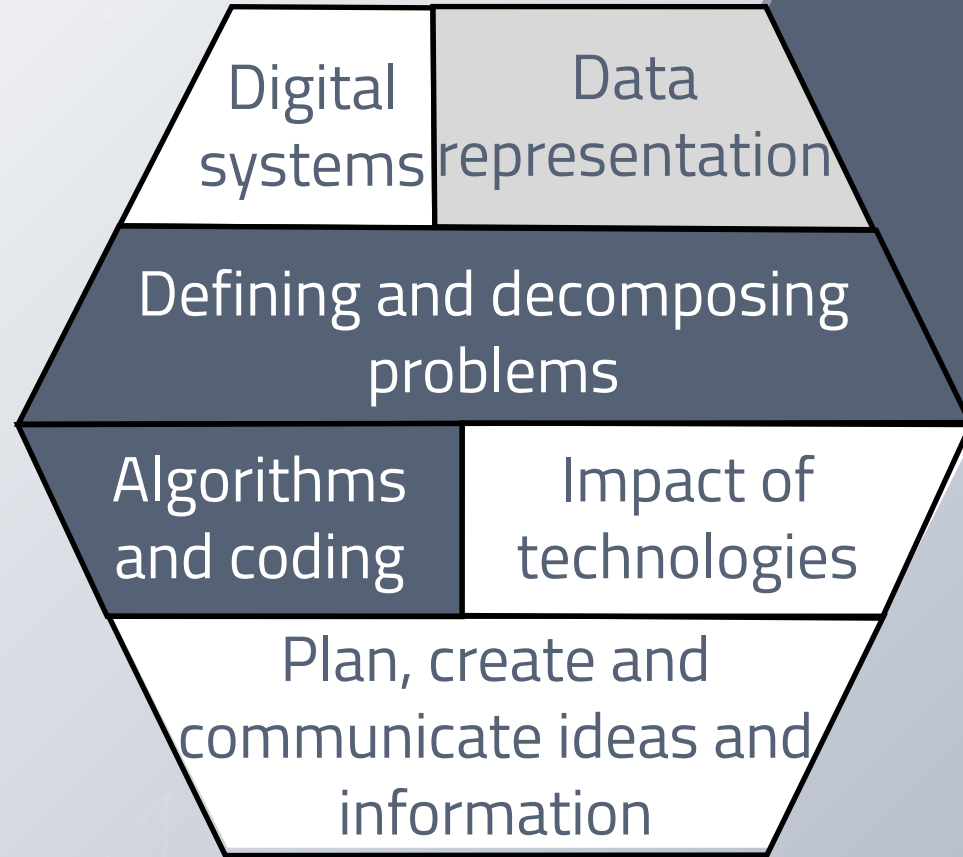 Digital
systems
Data
representation
Defining and decomposing
problems
Algorithms
and coding
Impact of
technologies
Plan, create and
communicate ideas and
information